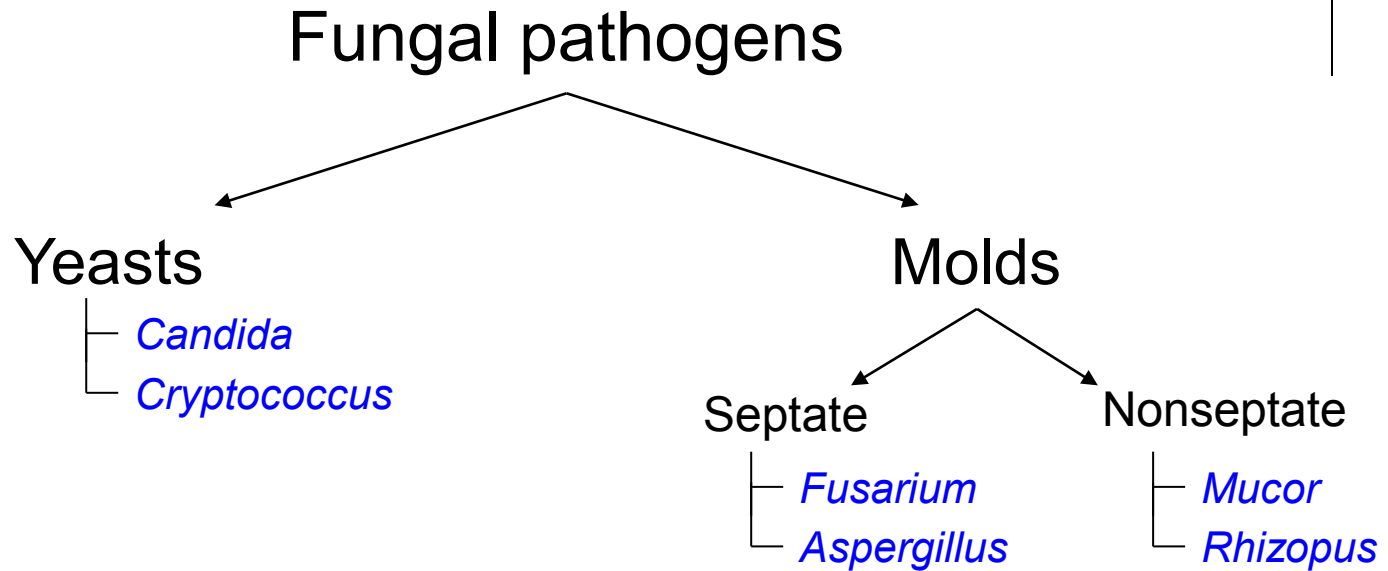 Fungal pathogens
Yeasts
Candida
Cryptococcus
Molds
Septate
Fusarium
Aspergillus
Nonseptate
Mucor
Rhizopus